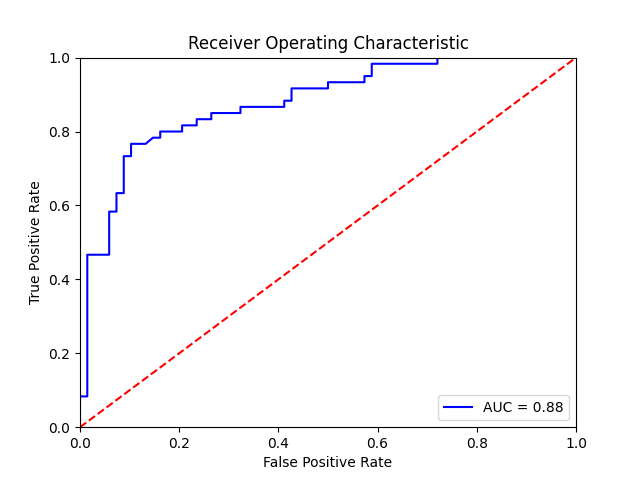 Receiver Operating Characteristic
True Positive Rate
1.0
0.8
0.6
0.4
0.2
0.0
AUC = 0.88
0.0 0.2 0.4 0.6 0.8 1.0
False Positive Rate